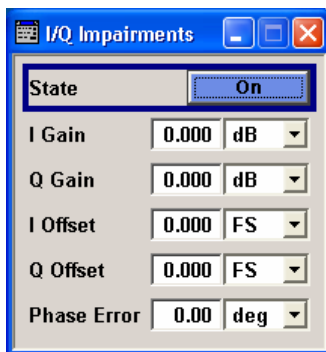 I/Q Impairments
State On
I Gain 0.000 dB
Q Gain 0.000 dB
I Offset 0.000 FS
Q Offset 0.000 FS
Phase Error 0.00 deg